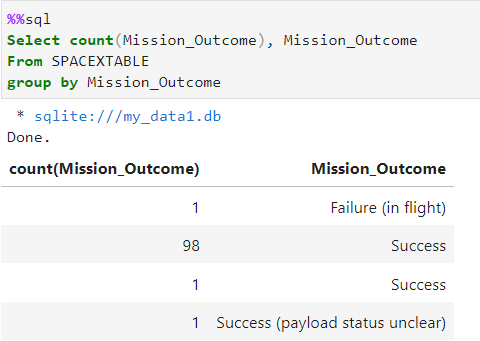 %%sql
Select count(Mission_Outcome), Mission_Outcome
From SPACEXTABLE
group by Mission_Outcome
* sqlite:///my_data1.db
Done.
count(Mission_Outcome) Mission_Outcome
1 Failure (in flight)
98 Success
1 Success
1 Success (payload status unclear)